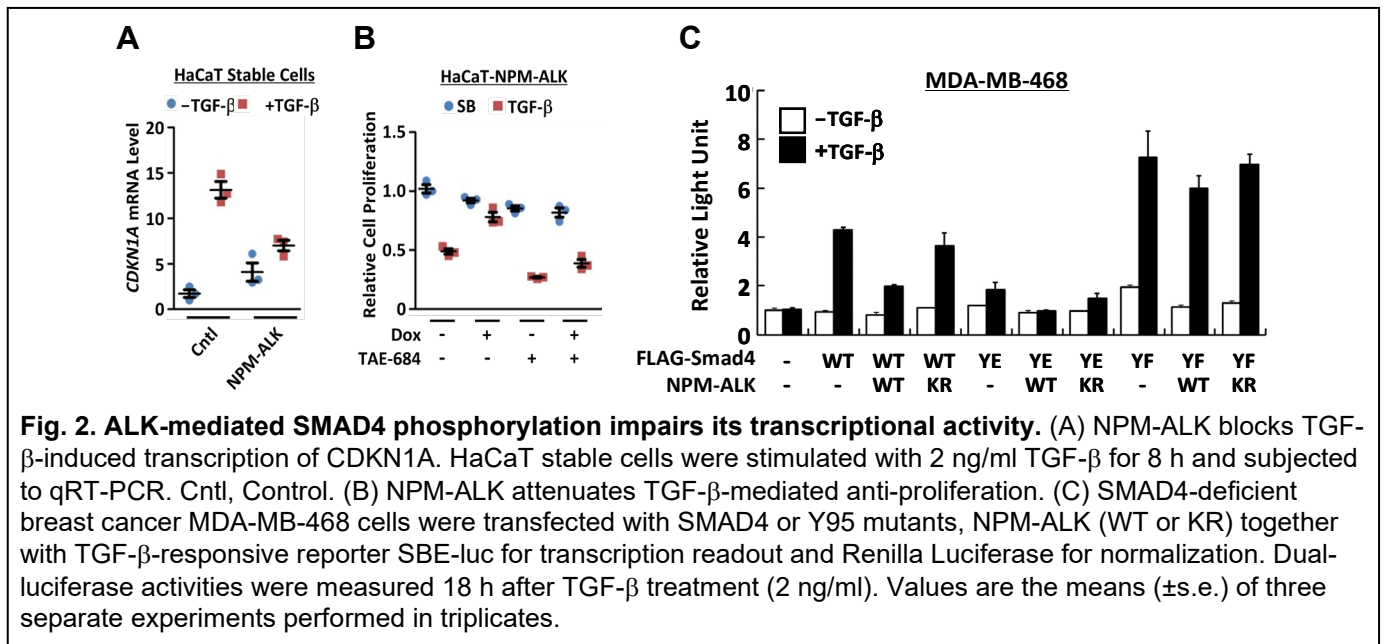 A
HaCaT Stable Cells
–TGF-β +TGF-β
CDKN1A mRNA Level
20
15
10
5
0
Cntl
NPM-ALK
B
HaCaT-NPM-ALK
SB TGF-β
Relative Cell Proliferation
1.5
1.0
0.5
0
Dox - + - +
TAE-684 - - + +
C
MDA-MB-468
–TGF-β
+TGF-β
Relative Light Unit
10
8
6
4
2
0
FLAG-Smad4 - WT WT WT YE YE YE YF YF YF
NPM-ALK - - WT KR - WT KR - WT KR
Fig. 2. ALK-mediated SMAD4 phosphorylation impairs its transcriptional activity. (A) NPM-ALK blocks TGF-
β-induced transcription of CDKN1A. HaCaT stable cells were stimulated with 2 ng/ml TGF-β for 8 h and subjected
to qRT-PCR. Cntl, Control. (B) NPM-ALK attenuates TGF-β-mediated anti-proliferation. (C) SMAD4-deficient
breast cancer MDA-MB-468 cells were transfected with SMAD4 or Y95 mutants, NPM-ALK (WT or KR) together
with TGF-β-responsive reporter SBE-luc for transcription readout and Renilla Luciferase for normalization. Dual-
luciferase activities were measured 18 h after TGF-β treatment (2 ng/ml). Values are the means (±s.e.) of three
separate experiments performed in triplicates.